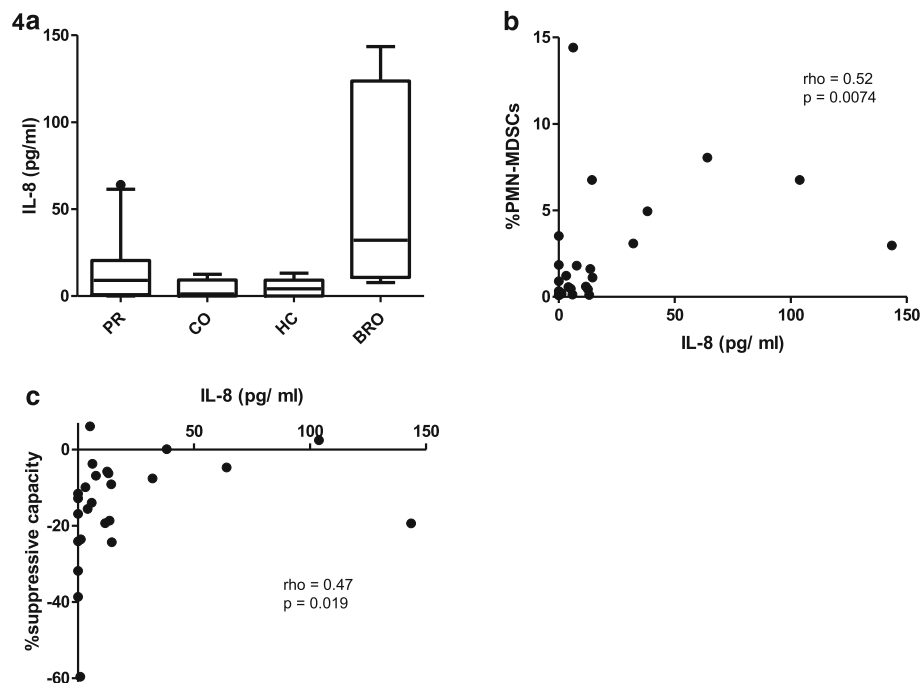 4a
150
100
50
0
IL-8 (pg/ml)
PR
CO
HC
BRO
b
15
10
5
0
%PMN-MDSCs
rho = 0.52
p = 0.0074
0
50
100
150
IL-8 (pg/ ml)
c
IL-8 (pg/ ml)
50
100
150
0
-20
-40
-60
%suppressive capacity
rho = 0.47
p = 0.019